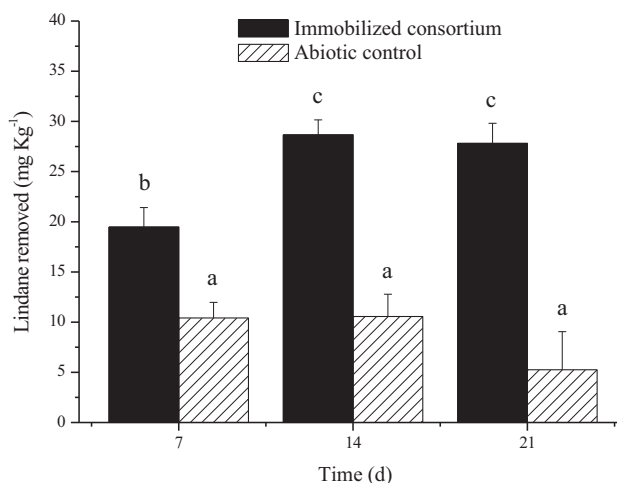 Immobilized consortium
Abiotic control
40
35
30
25
20
15
10
5
0
Lindane removed (mg Kg⁻¹)
b
a
c
a
c
a
7
14
21
Time (d)